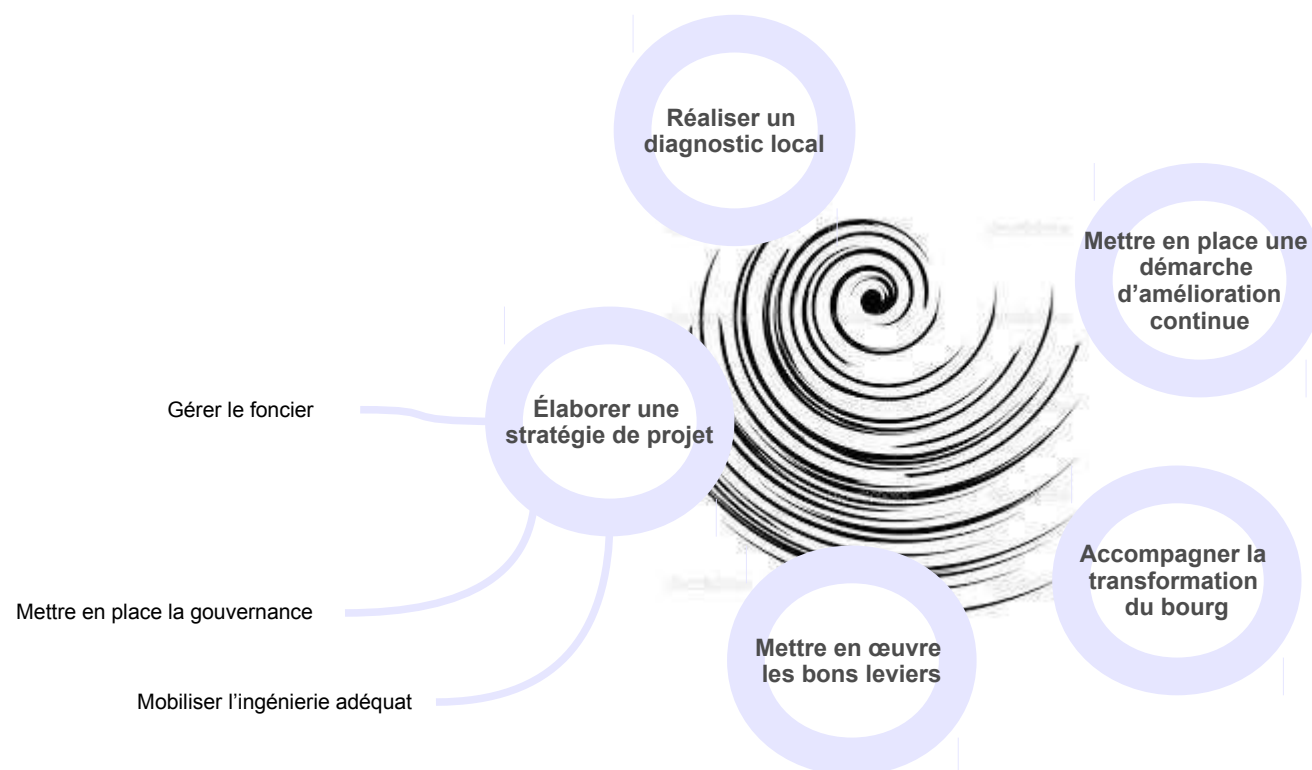 Réaliser un
diagnostic local
Mettre en place une
démarche
d’amélioration
continue
Gérer le foncier
Élaborer une
stratégie de projet
Accompagner la
transformation
du bourg
Mettre en place la gouvernance
Mettre en œuvre
les bons leviers
Mobiliser l’ingénierie adéquat